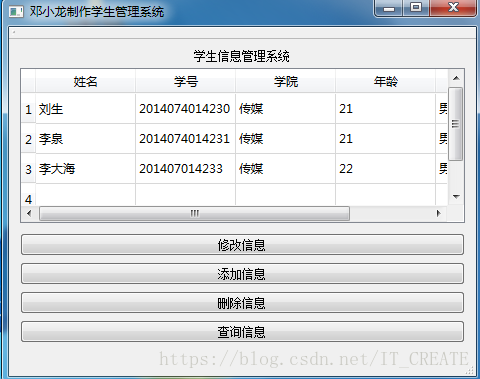 邓小龙制作学生管理系统
学生信息管理系统
姓名 学号 学院 年龄
1 刘生 2014074014230 传媒 21 男
2 李泉 2014074014231 传媒 21 男
3 李大海 201407014233 传媒 22 男
4
修改信息
添加信息
删除信息
查询信息
https://blog.csdn.net/IT_CREATE